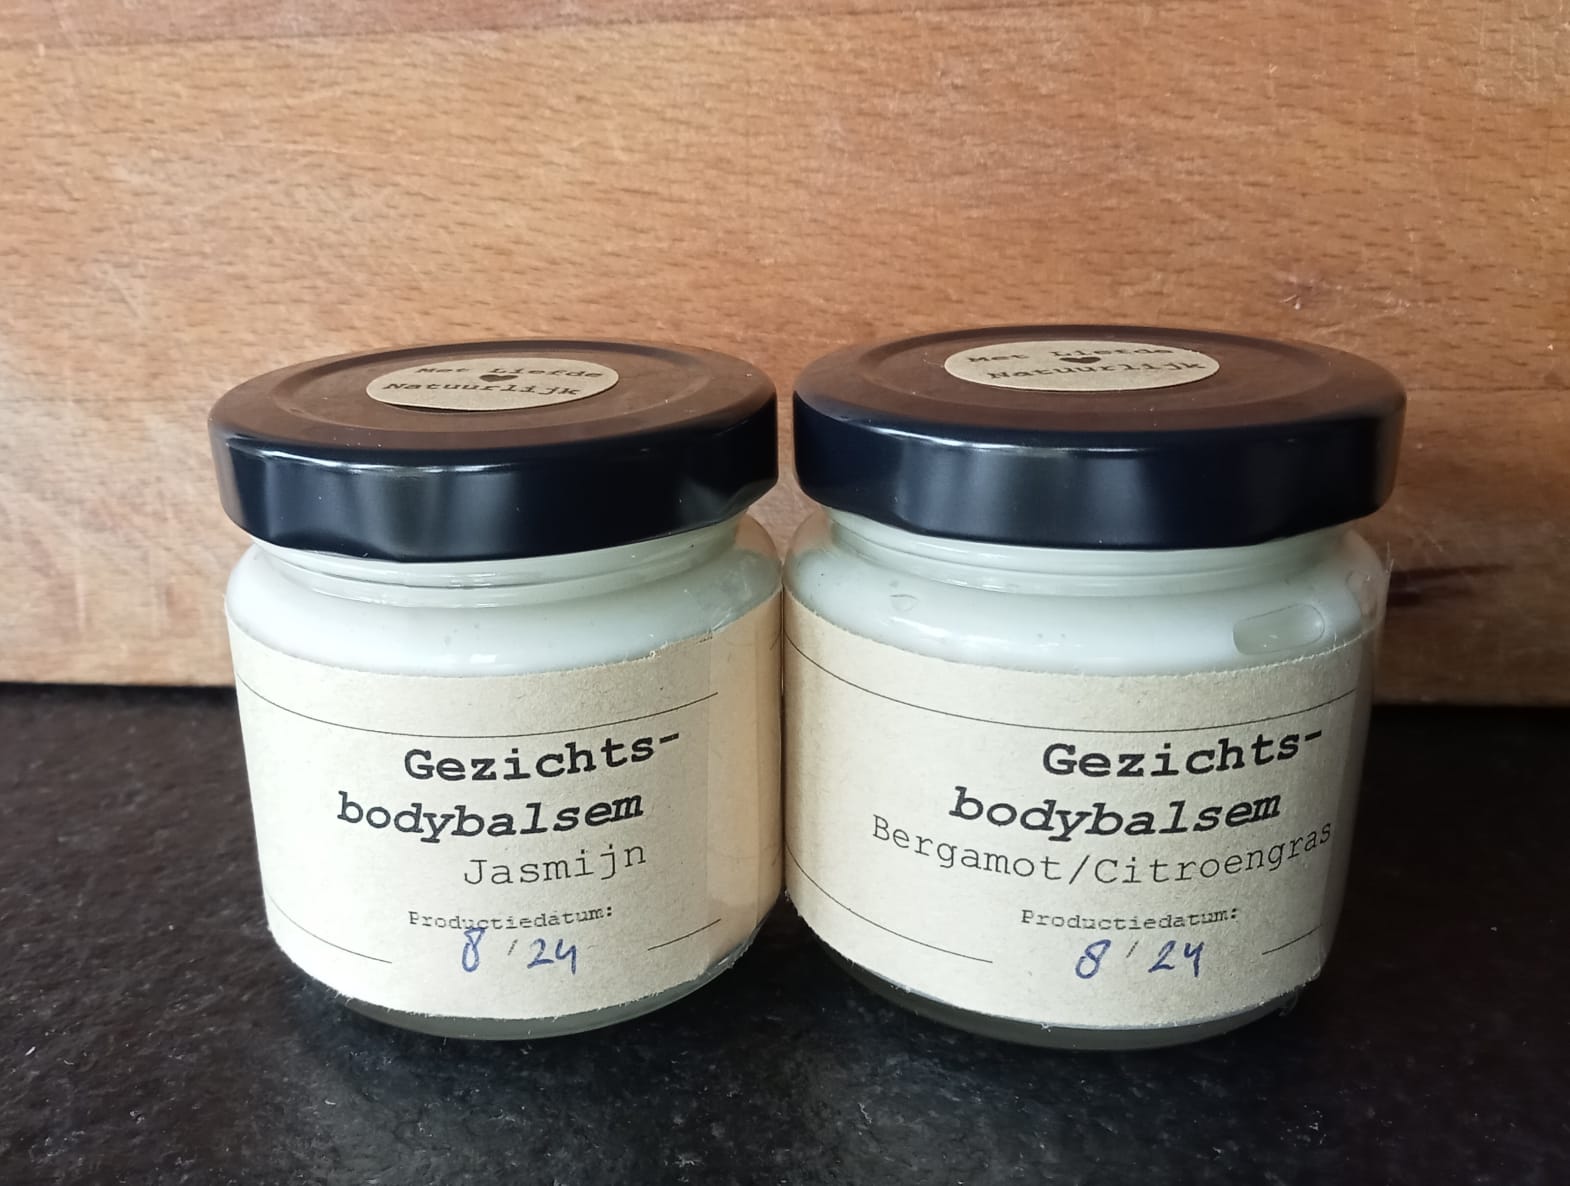 Met Liefde
Natuurlijk
Gezichts-
bodybalsem
Jasmijn
Productiedatum:
8 / 24
Met Liefde
Natuurlijk
Gezichts-
bodybalsem
Bergamot/Citroengras
Productiedatum:
8 / 24